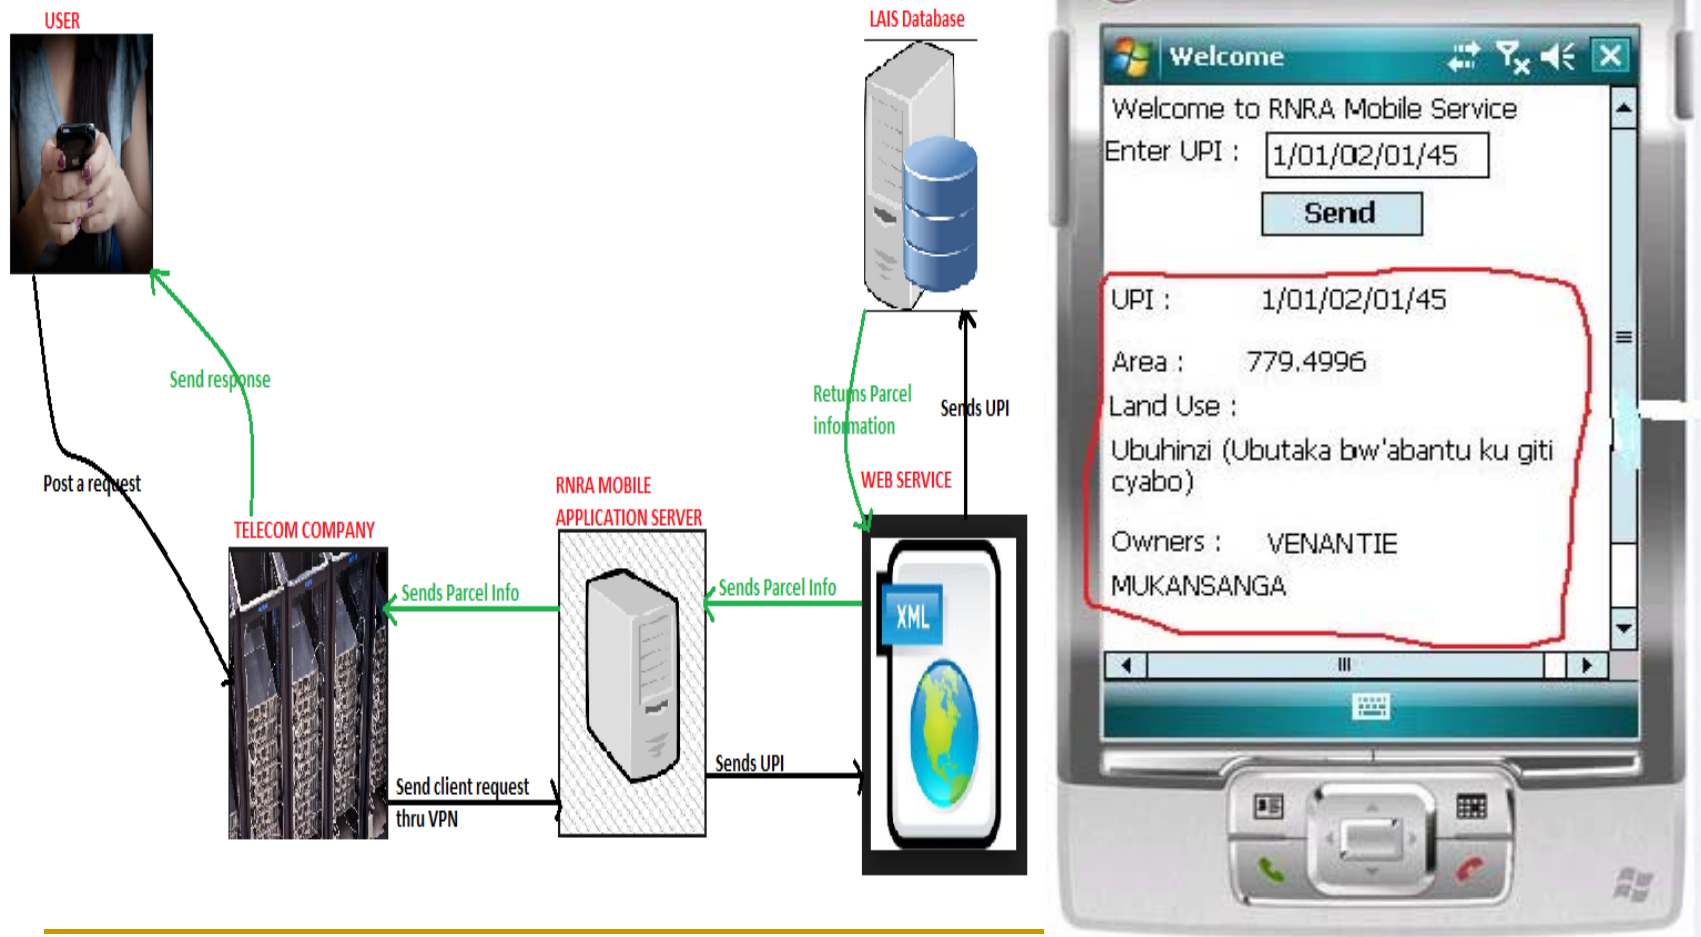 USER
LAIS Database
Send response
Post a request
Returns Parcel
information
Sends UPI
TELECOM COMPANY
RNRA MOBILE
APPLICATION SERVER
WEB SERVICE
Sends Parcel Info
Sends Parcel Info
XML
Sends UPI
Send client request
thru VPN
Welcome
Welcome to RNRA Mobile Service
Enter UPI : 1/01/02/01/45
Send
UPI : 1/01/02/01/45
Area : 779.4996
Land Use :
Ubuhinzi (Ubutaka bw'abantu ku giti
cyabo)
Owners : VENANTIE
MUKANSANGA